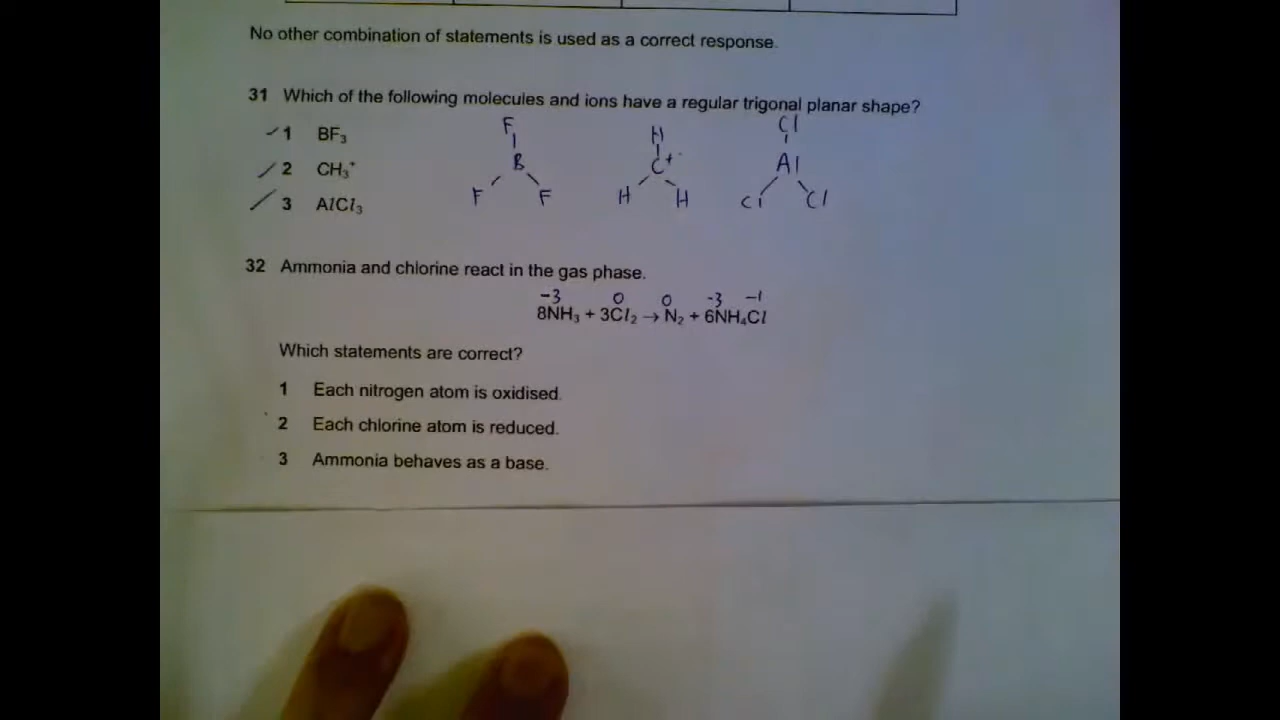 No other combination of statements is used as a correct response.
31 Which of the following molecules and ions have a regular trigonal planar shape?
✓ 1 BF₃
/ 2 CH₃⁺
/ 3 AlCl₃
F
B
F F
H
C⁺
H H
Cl
Al
Cl Cl
32 Ammonia and chlorine react in the gas phase.
-3 0 0 -3 -1
8NH₃ + 3Cl₂ → N₂ + 6NH₄Cl
Which statements are correct?
1 Each nitrogen atom is oxidised.
2 Each chlorine atom is reduced.
3 Ammonia behaves as a base.